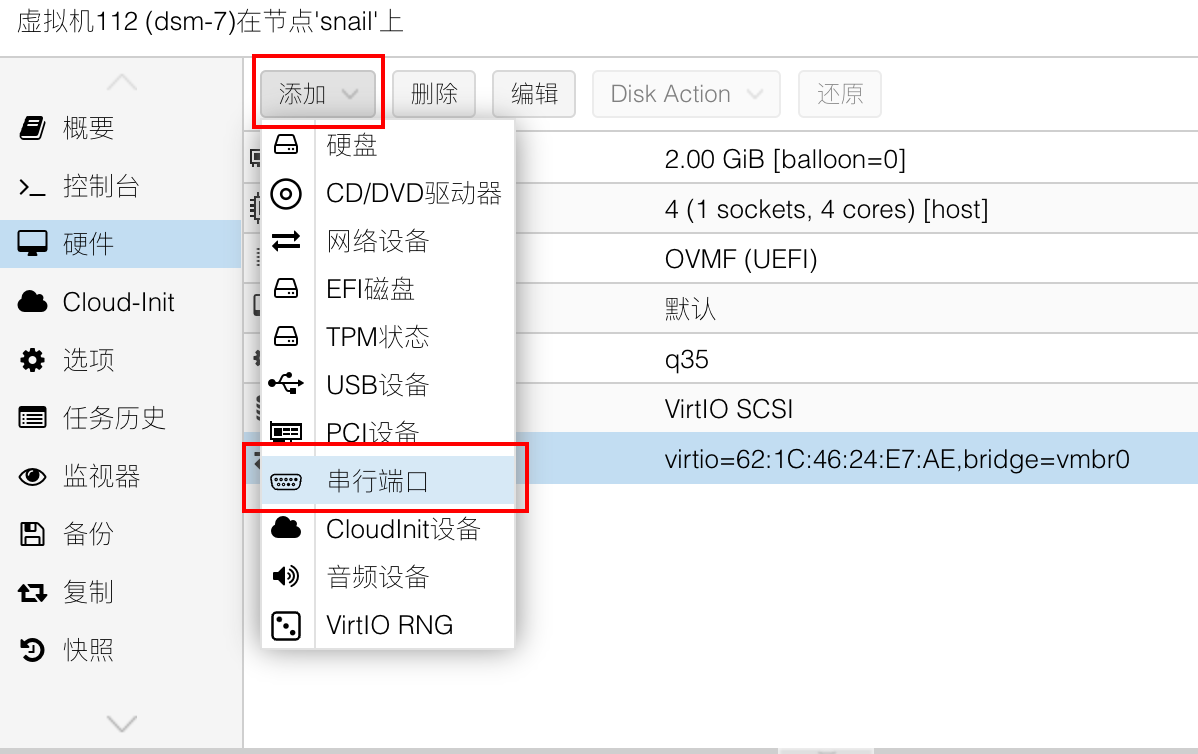 虚拟机112 (dsm-7)在节点'snail'上
添加 删除 编辑 Disk Action 还原
概要
控制台
硬件
Cloud-Init
选项
任务历史
监视器
备份
复制
快照
硬盘
CD/DVD驱动器
网络设备
EFI磁盘
TPM状态
USB设备
PCI设备
串行端口
CloudInit设备
音频设备
VirtIO RNG
2.00 GiB [balloon=0]
4 (1 sockets, 4 cores) [host]
OVMF (UEFI)
默认
q35
VirtIO SCSI
virtio=62:1C:46:24:E7:AE,bridge=vmbr0